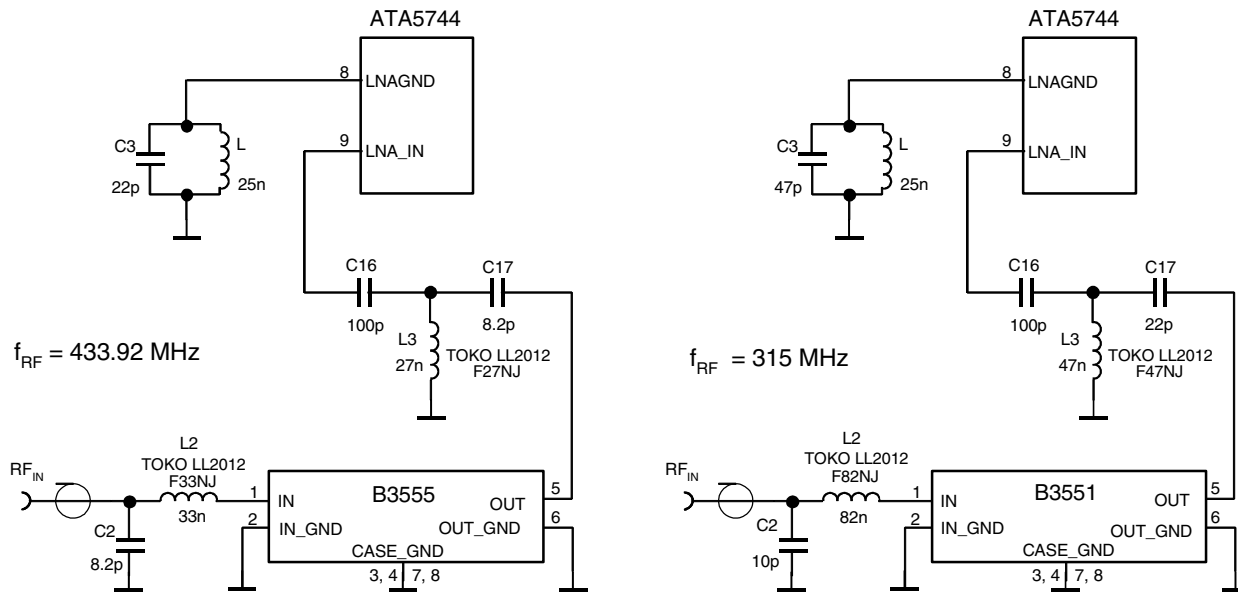 ATA5744
8
LNAGND
C3
L
9
LNA_IN
22p
25n
C16
C17
100p
8.2p
L3
27n
TOKO LL2012
F27NJ
fRF = 433.92 MHz
L2
TOKO LL2012
F33NJ
33n
RFIN
1
IN
B3555
OUT
5
2
IN_GND
OUT_GND
6
C2
8.2p
CASE_GND
3, 4
7, 8
ATA5744
8
LNAGND
C3
L
9
LNA_IN
47p
25n
C16
C17
100p
22p
L3
47n
TOKO LL2012
F47NJ
fRF = 315 MHz
L2
TOKO LL2012
F82NJ
82n
RFIN
1
IN
B3551
OUT
5
2
IN_GND
OUT_GND
6
C2
10p
CASE_GND
3, 4
7, 8